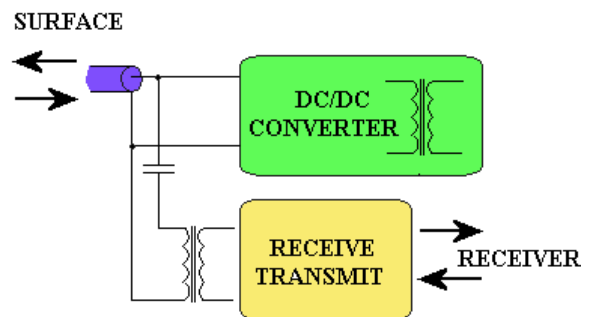 SURFACE
DC/DC
CONVERTER
RECEIVE
TRANSMIT
RECEIVER